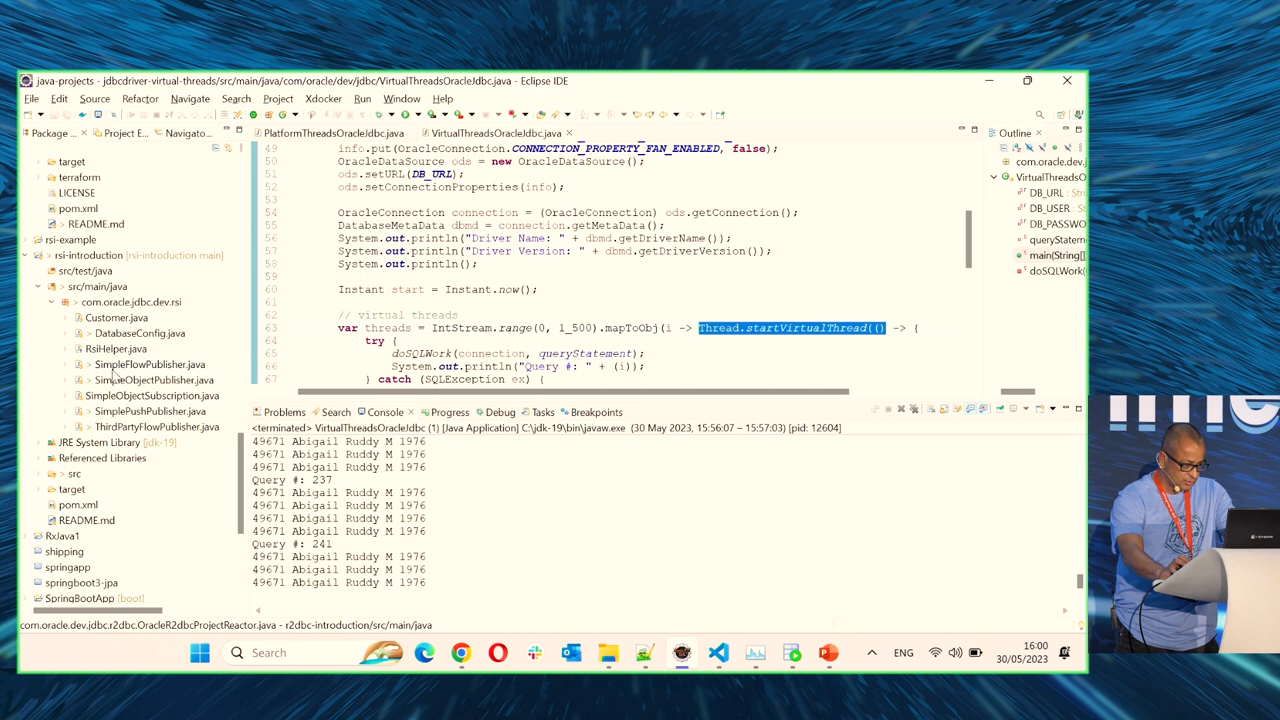 java-projects - jdbcdriver-virtual-threads/src/main/java/com/oracle/dev/jdbc/VirtualThreadsOracleJdbc.java - Eclipse IDE
File Edit Source Refactor Navigate Search Project Xdocker Run Window Help
Package ... Project E... Navigato...
target
terraform
LICENSE
pom.xml
> README.md
rsi-example
> rsi-introduction [rsi-introduction main]
src/test/java
> src/main/java
> com.oracle.jdbc.dev.rsi
Customer.java
> DatabaseConfig.java
RsiHelper.java
> SimpleFlowPublisher.java
> SimpleObjectPublisher.java
SimpleObjectSubscription.java
> SimplePushPublisher.java
> ThirdPartyFlowPublisher.java
JRE System Library [jdk-19]
Referenced Libraries
> src
target
pom.xml
README.md
RxJava1
shipping
springapp
springboot3-jpa
SpringBootApp [boot]
PlatformThreadsOracleJdbc.java VirtualThreadsOracleJdbc.java
49 info.put(OracleConnection.CONNECTION_PROPERTY_FAN_ENABLED, false);
50 OracleDataSource ods = new OracleDataSource();
51 ods.setURL(DB_URL);
52 ods.setConnectionProperties(info);
53
54 OracleConnection connection = (OracleConnection) ods.getConnection();
55 DatabaseMetaData dbmd = connection.getMetaData();
56 System.out.println("Driver Name: " + dbmd.getDriverName());
57 System.out.println("Driver Version: " + dbmd.getDriverVersion());
58 System.out.println();
59
60 Instant start = Instant.now();
61
62 // virtual threads
63 var threads = IntStream.range(0, 1_500).mapToObj(i -> Thread.startVirtualThread(() -> {
64 try {
65 doSQLWork(connection, queryStatement);
66 System.out.println("Query #: " + (i));
67 } catch (SQLException ex) {
Outline
com.oracle.dev.j
VirtualThreadsO
DB_URL : Stri
DB_USER : Str
DB_PASSWO
queryStatem
main(String[]
doSQLWork(
Problems Search Console Progress Debug Tasks Breakpoints
<terminated> VirtualThreadsOracleJdbc (1) [Java Application] C:\jdk-19\bin\javaw.exe (30 May 2023, 15:56:07 – 15:57:03) [pid: 12604]
49671 Abigail Ruddy M 1976
49671 Abigail Ruddy M 1976
49671 Abigail Ruddy M 1976
Query #: 237
49671 Abigail Ruddy M 1976
49671 Abigail Ruddy M 1976
49671 Abigail Ruddy M 1976
49671 Abigail Ruddy M 1976
Query #: 241
49671 Abigail Ruddy M 1976
49671 Abigail Ruddy M 1976
49671 Abigail Ruddy M 1976
com.oracle.dev.jdbc.r2dbc.OracleR2dbcProjectReactor.java - r2dbc-introduction/src/main/java
Search
ENG
16:00
30/05/2023